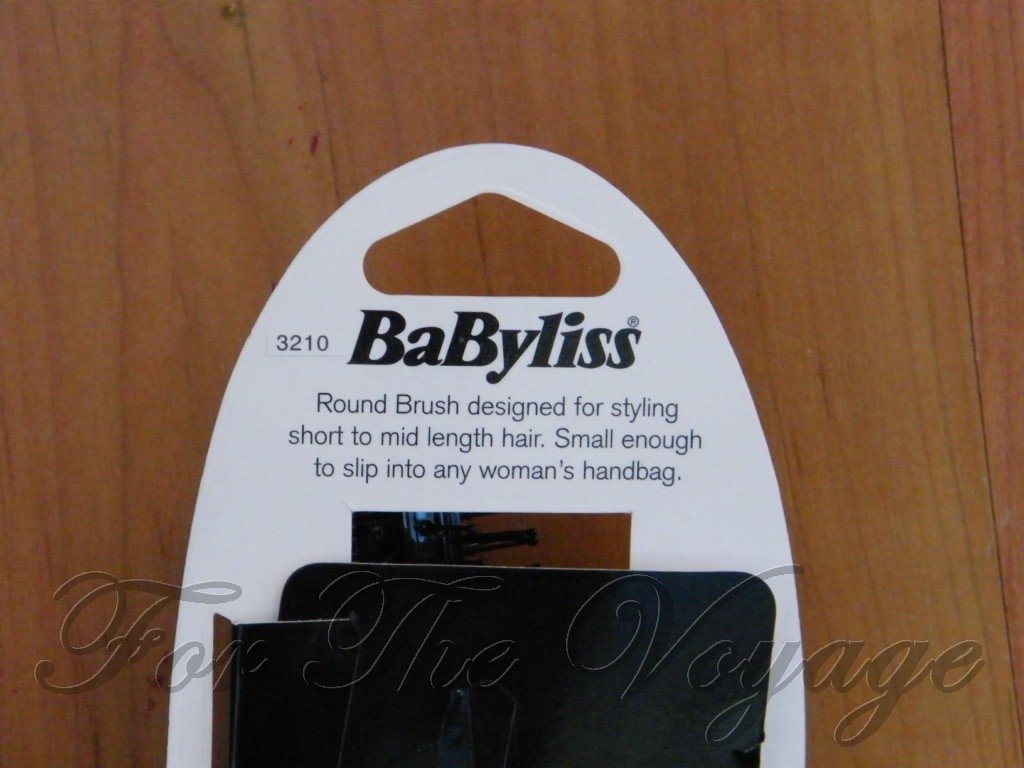 3210 BaByliss®
Round Brush designed for styling
short to mid length hair. Small enough
to slip into any woman's handbag.
For The Voyage